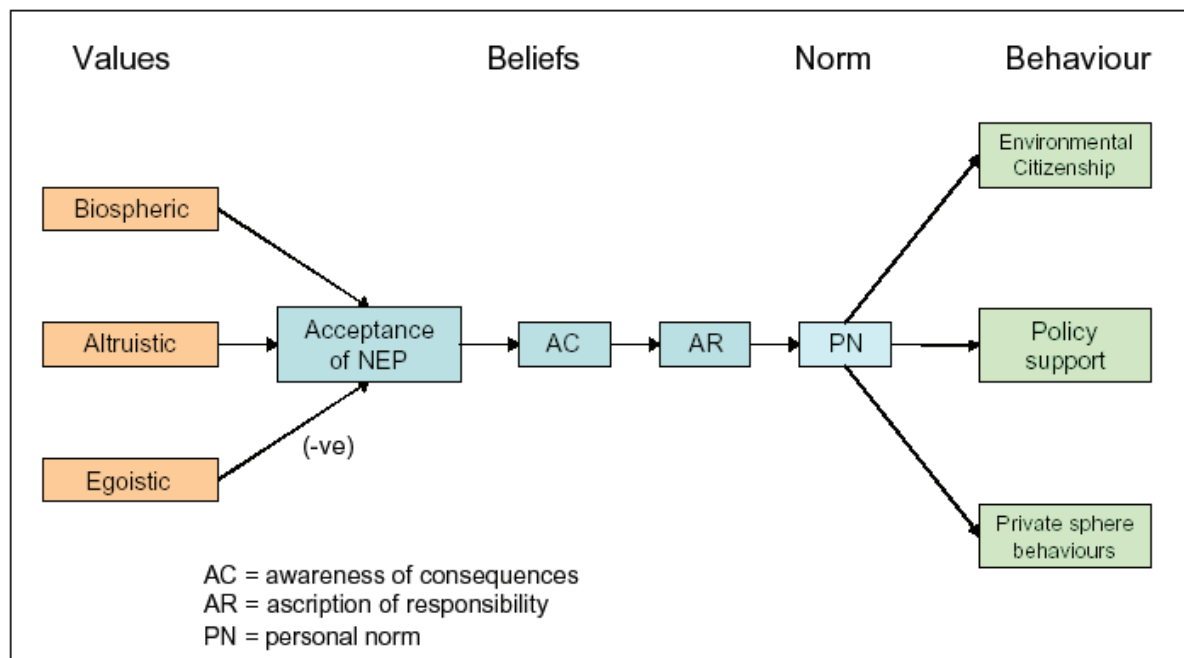 Values
Beliefs
Norm
Behaviour
Environmental
Citizenship
Biospheric
Altruistic
Acceptance
of NEP
AC
AR
PN
Policy
support
(-ve)
Egoistic
Private sphere
behaviours
AC = awareness of consequences
AR = ascription of responsibility
PN = personal norm